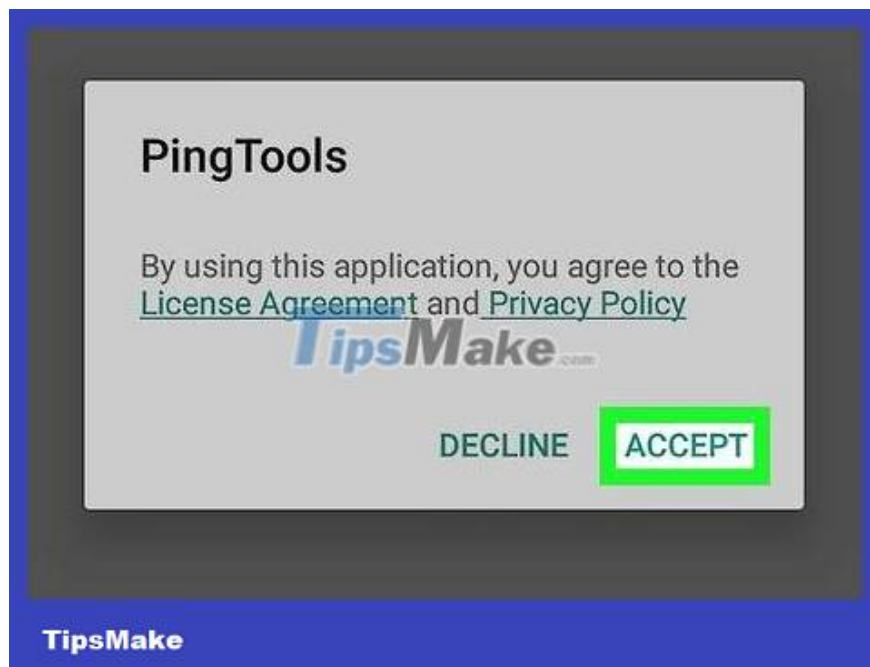 PingTools
By using this application, you agree to the
License Agreement and Privacy Policy
TipsMake.com
DECLINE ACCEPT
TipsMake